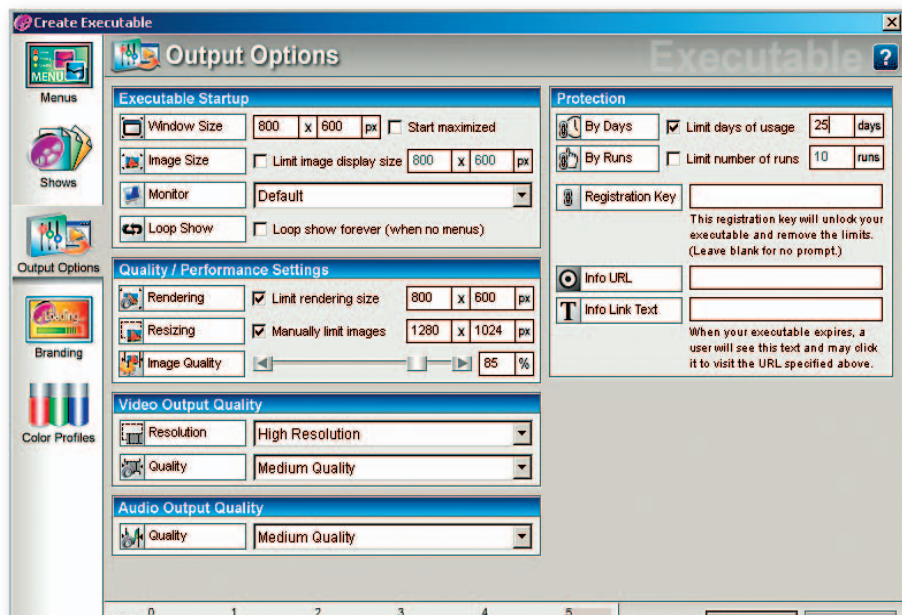 Create Executable
Output Options
Executable
?
MENU
Menus
Shows
Output Options
Loading...
Branding
Color Profiles
Executable Startup
Window Size 800 x 600 px Start maximized
Image Size Limit image display size 800 x 600 px
Monitor Default
Loop Show Loop show forever (when no menus)
Quality / Performance Settings
Rendering Limit rendering size 800 x 600 px
Resizing Manually limit images 1280 x 1024 px
Image Quality 85 %
Video Output Quality
Resolution High Resolution
Quality Medium Quality
Audio Output Quality
Quality Medium Quality
Protection
By Days Limit days of usage 25 days
By Runs Limit number of runs 10 runs
Registration Key
This registration key will unlock your
executable and remove the limits.
(Leave blank for no prompt.)
Info URL
T Info Link Text
When your executable expires, a
user will see this text and may click
it to visit the URL specified above.
0 1 2 3 4 5